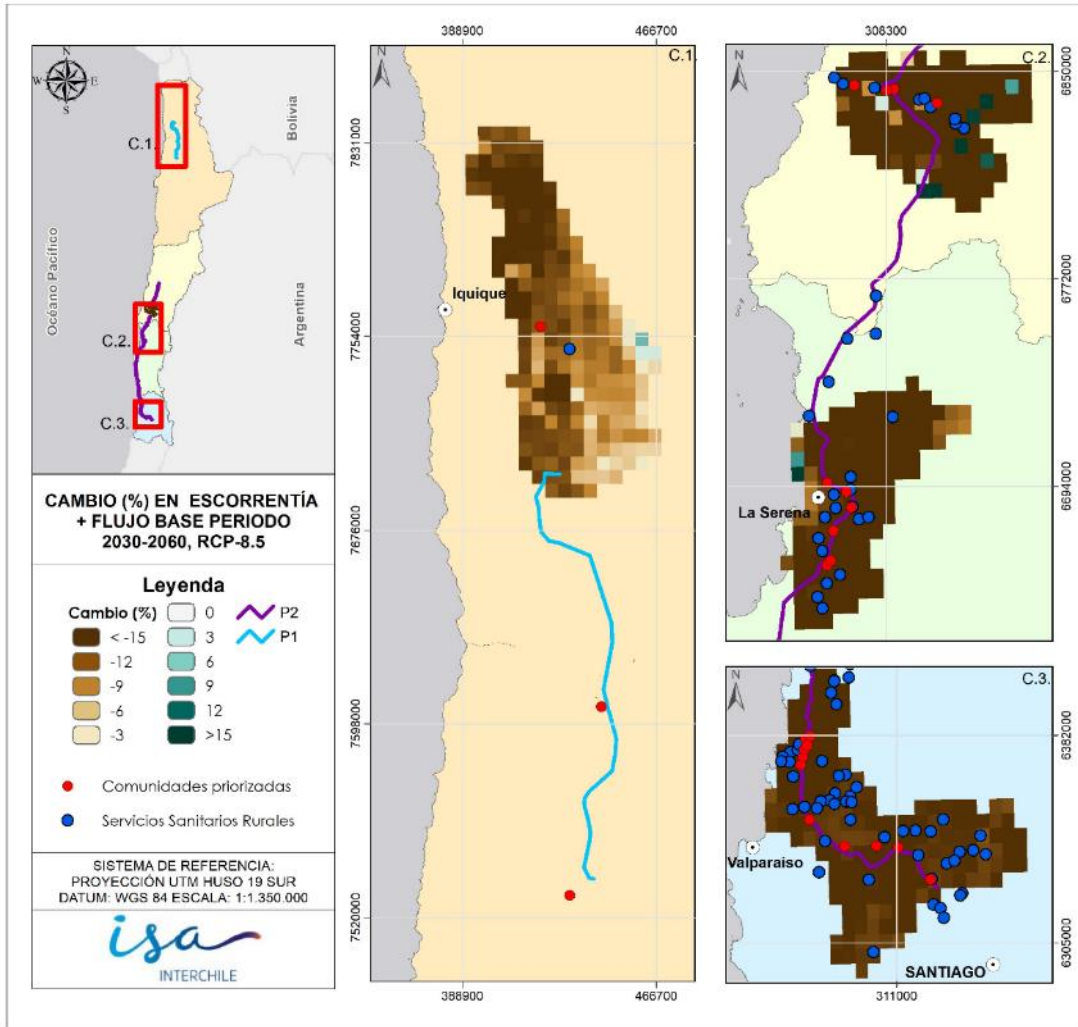 N
W
E
S
Bolivia
C.1.
Océano Pacífico
Argentina
C.2.
C.3.
CAMBIO (%) EN ESCORRENTÍA
+ FLUJO BASE PERIODO
2030-2060, RCP-8.5
Leyenda
Cambio (%)
< -15
-12
-9
-6
-3
0
3
6
9
12
>15
P2
P1
Comunidades priorizadas
Servicios Sanitarios Rurales
SISTEMA DE REFERENCIA:
PROYECCIÓN UTM HUSO 19 SUR
DATUM: WGS 84 ESCALA: 1:1.350.000
isa
INTERCHILE
388900
466700
N
C.1.
7831000
Iquique
7754000
7676000
7598000
7520000
388900
466700
308300
N
C.2.
6850000
6772000
6694000
La Serena
N
C.3.
6382000
Valparaiso
6305000
SANTIAGO
311000